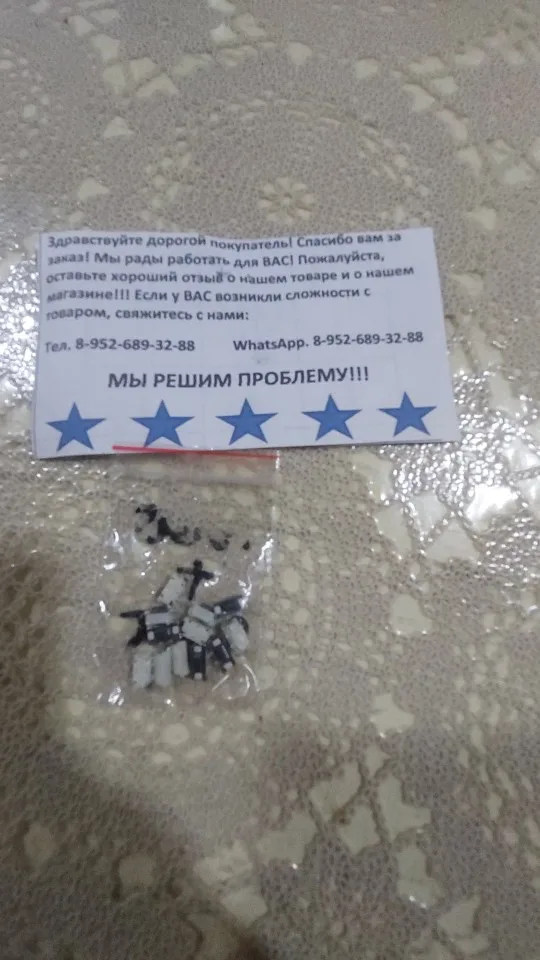 Здравствуйте дорогой покупатель! Спасибо вам за
заказ! Мы рады работать для ВАС! Пожалуйста,
оставьте хороший отзыв о нашем товаре и о нашем
магазине!!! Если у ВАС возникли сложности с
товаром, свяжитесь с нами:
Тел. 8-952-689-32-88 WhatsApp. 8-952-689-32-88
МЫ РЕШИМ ПРОБЛЕМУ!!!